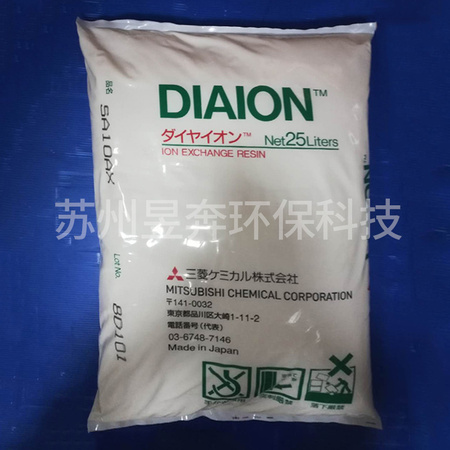 DIAION™
ダイヤイオン™ Net25Liters
ION EXCHANGE RESIN
品名 SA10AX
Lot No. 8D101
苏州昱奔环保科技
三菱ケミカル株式会社
MITSUBISHI CHEMICAL CORPORATION
〒141-0032
東京都品川区大崎1-11-2
電話番号(代表)
03-6748-7146
Made in Japan